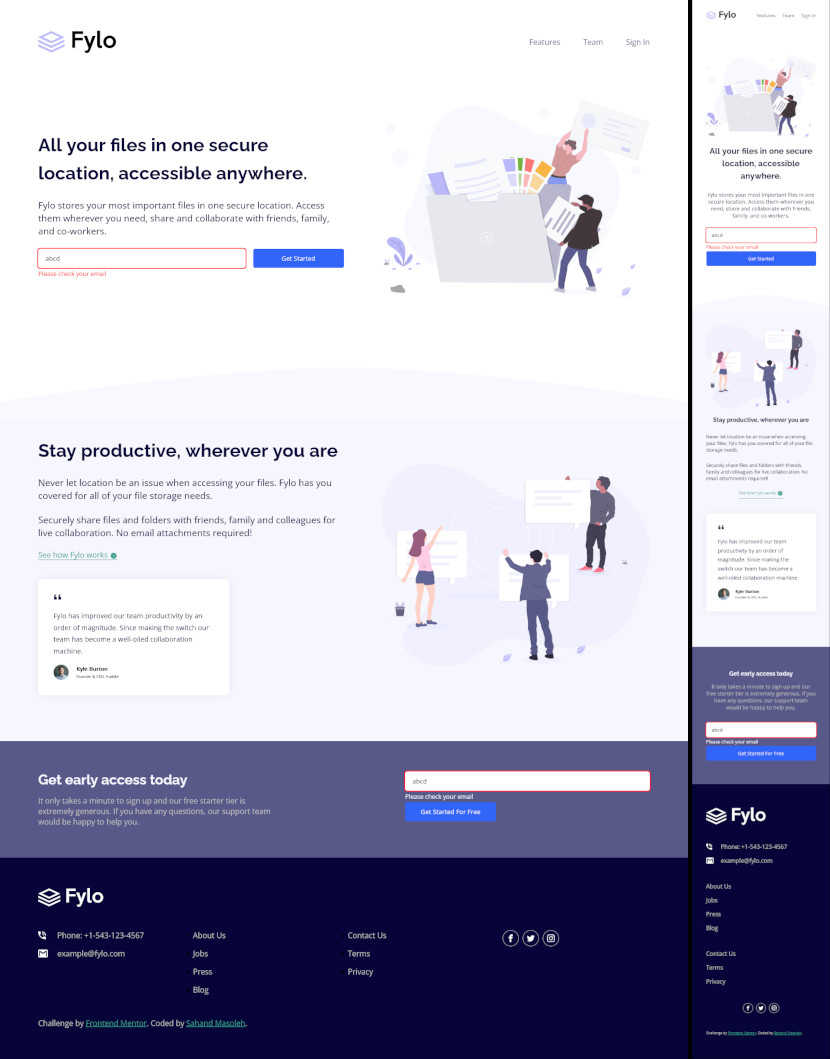 Fylo
Features Team Sign In
All your files in one secure
location, accessible anywhere.
Fylo stores your most important files in one secure location. Access
them wherever you need, share and collaborate with friends, family,
and co-workers.
abcd
Get Started
Please check your email
Stay productive, wherever you are
Never let location be an issue when accessing your files. Fylo has you
covered for all of your file storage needs.
Securely share files and folders with friends, family and colleagues for
live collaboration. No email attachments required!
See how Fylo works
“
Fylo has improved our team productivity by an
order of magnitude. Since making the switch our
team has become a well-oiled collaboration
machine.
Kyle Burton
Founder & CEO, Huddle
Get early access today
It only takes a minute to sign up and our free starter tier is
extremely generous. If you have any questions, our support team
would be happy to help you.
abcd
Please check your email
Get Started For Free
Fylo
Phone: +1-543-123-4567
example@fylo.com
About Us
Jobs
Press
Blog
Contact Us
Terms
Privacy
Challenge by Frontend Mentor. Coded by Sahand Masoleh.
Fylo
Features Team Sign In
All your files in one secure
location, accessible
anywhere.
Fylo stores your most important files in one
secure location. Access them wherever you
need, share and collaborate with friends,
family, and co-workers.
abcd
Please check your email
Get Started
Stay productive, wherever you are
Never let location be an issue when accessing
your files. Fylo has you covered for all of your file
storage needs.
Securely share files and folders with friends,
family and colleagues for live collaboration. No
email attachments required!
See how Fylo works
“
Fylo has improved our team
productivity by an order of
magnitude. Since making the
switch our team has become a
well-oiled collaboration machine.
Kyle Burton
Founder & CEO, Huddle
Get early access today
It only takes a minute to sign up and our
free starter tier is extremely generous. If you
have any questions, our support team
would be happy to help you.
abcd
Please check your email
Get Started For Free
Fylo
Phone: +1-543-123-4567
example@fylo.com
About Us
Jobs
Press
Blog
Contact Us
Terms
Privacy
Challenge by Frontend Mentor. Coded by Sahand Masoleh.